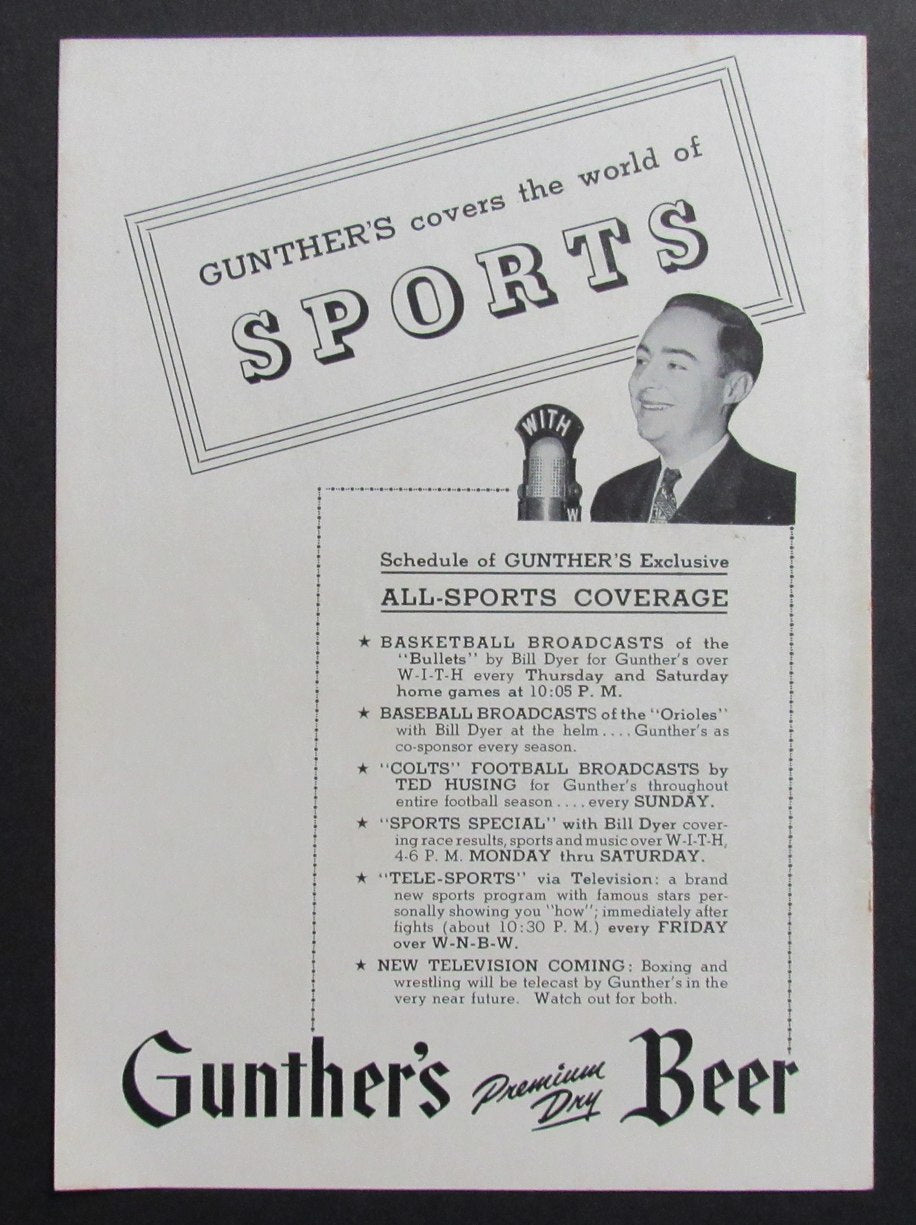 GUNTHER'S covers the world of
SPORTS
WITH
W
Schedule of GUNTHER'S Exclusive
ALL-SPORTS COVERAGE
★ BASKETBALL BROADCASTS of the
"Bullets" by Bill Dyer for Gunther's over
W-I-T-H every Thursday and Saturday
home games at 10:05 P. M.
★ BASEBALL BROADCASTS of the "Orioles"
with Bill Dyer at the helm....Gunther's as
co-sponsor every season.
★ "COLTS" FOOTBALL BROADCASTS by
TED HUSING for Gunther's throughout
entire football season....every SUNDAY.
★ "SPORTS SPECIAL" with Bill Dyer cover-
ing race results, sports and music over W-I-T-H,
4-6 P. M. MONDAY thru SATURDAY.
★ "TELE-SPORTS" via Television: a brand
new sports program with famous stars per-
sonally showing you "how"; immediately after
fights (about 10:30 P. M.) every FRIDAY
over W-N-B-W.
★ NEW TELEVISION COMING: Boxing and
wrestling will be telecast by Gunther's in the
very near future. Watch out for both.
Gunther's Premium Dry Beer